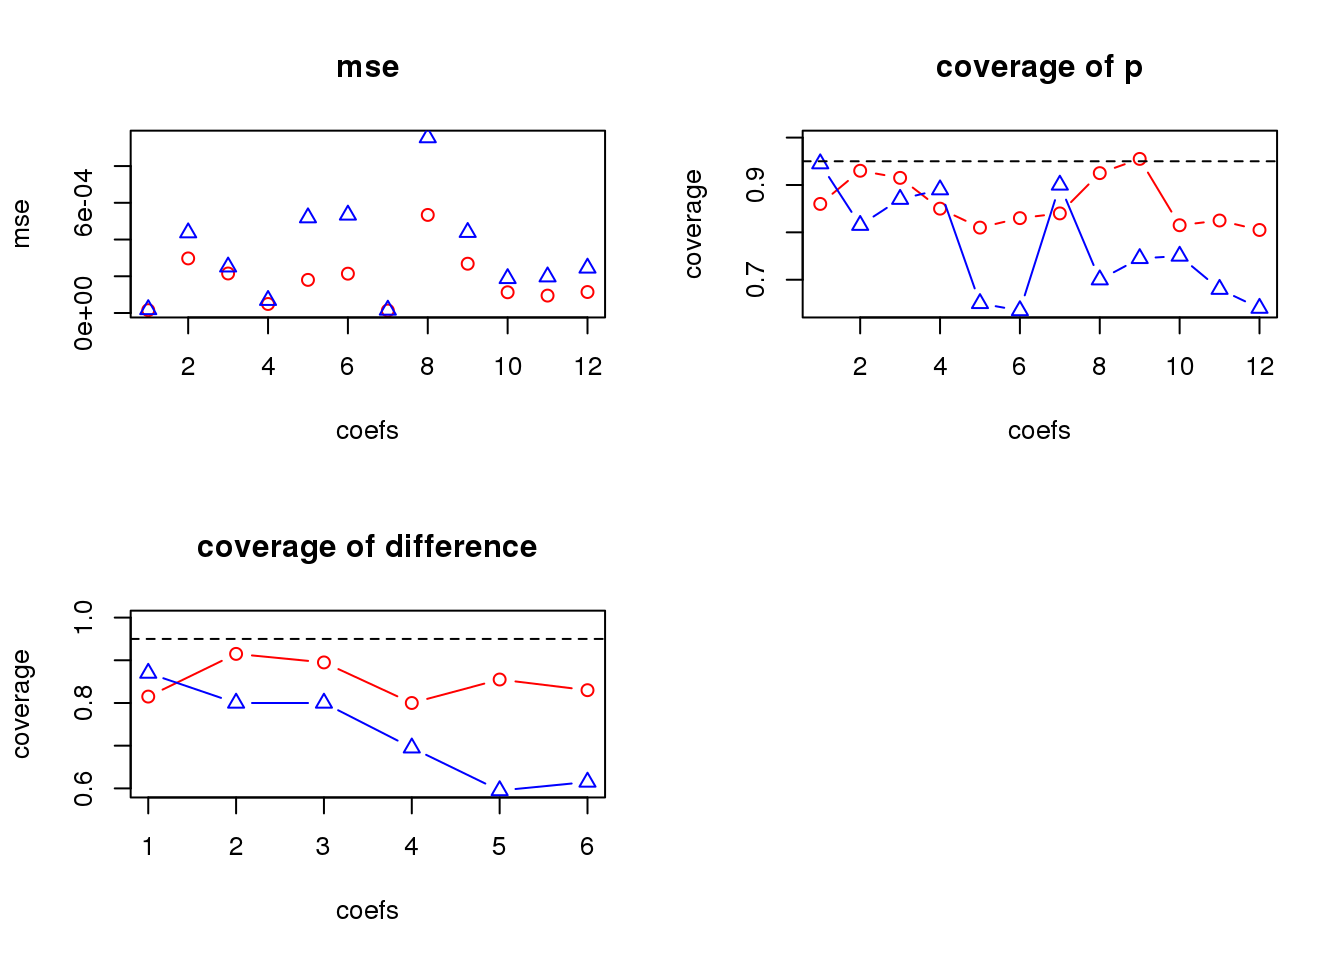 mse
mse
6e-04
0e+00
2 4 6 8 10 12
coefs
coverage of p
coverage
0.9
0.7
2 4 6 8 10 12
coefs
coverage of difference
coverage
1.0
0.8
0.6
1 2 3 4 5 6
coefs